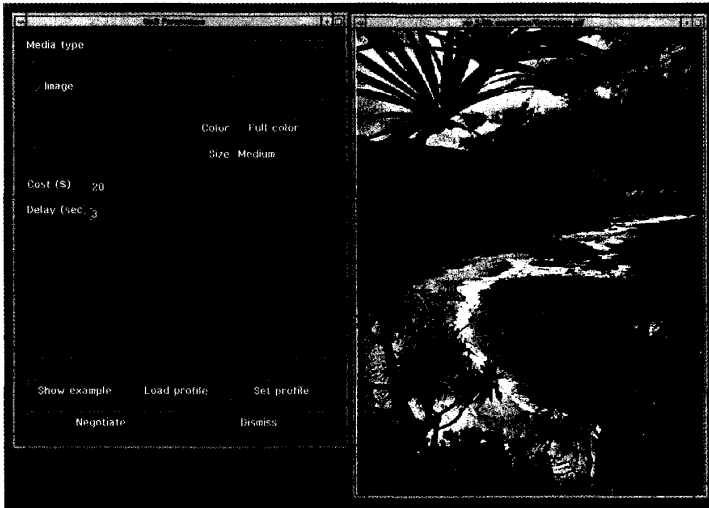 Media type
Image
Color Full color
Size Medium
Cost ($) 20
Delay (sec. 3
Show example Load profile Set profile
Negotiate Dismiss